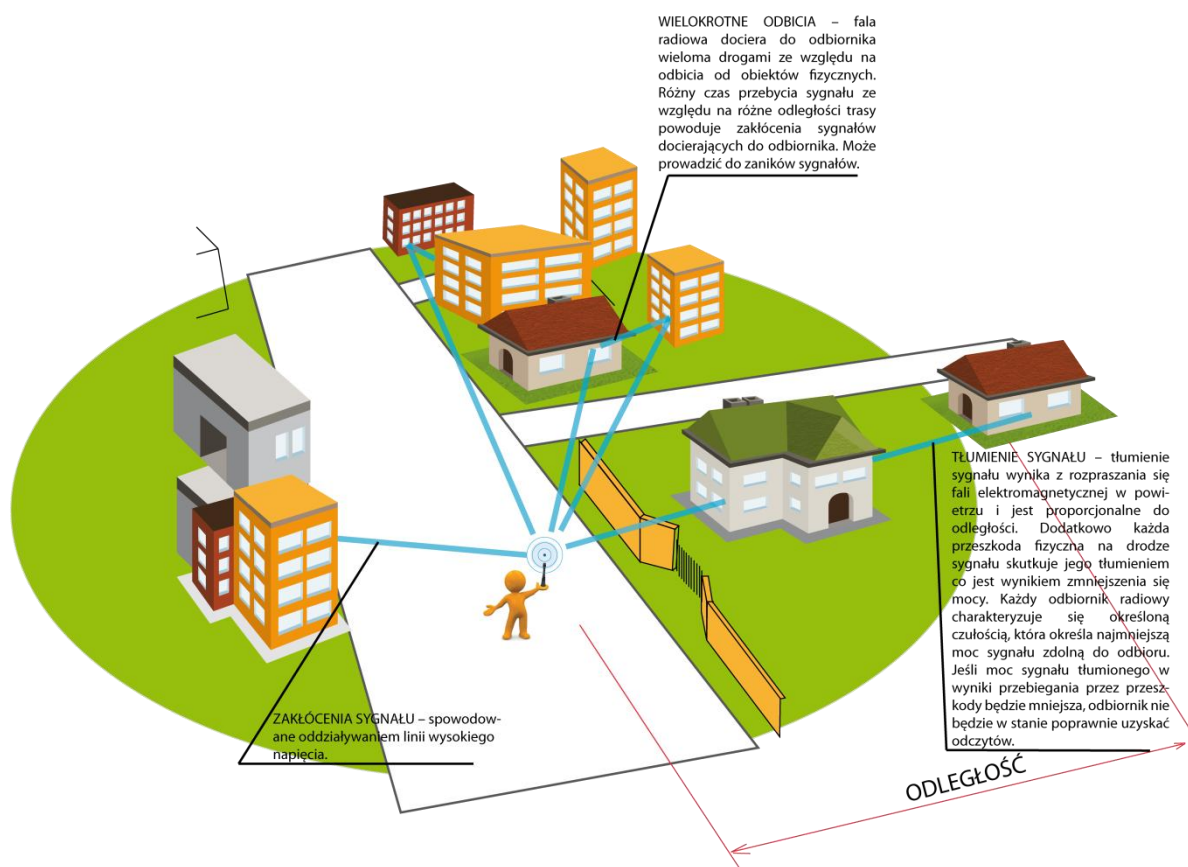 WIELOKROTNE ODBICIA – fala
radiowa dociera do odbiornika
wieloma drogami ze względu na
odbicia od obiektów fizycznych.
Różny czas przebycia sygnału ze
względu na różne odległości trasy
powoduje zakłócenia sygnałów
docierających do odbiornika. Może
prowadzić do zaników sygnałów.
TŁUMIENIE SYGNAŁU – tłumienie
sygnału wynika z rozpraszania się
fali elektromagnetycznej w powi-
etrzu i jest proporcjonalne do
odległości. Dodatkowo każda
przeszkoda fizyczna na drodze
sygnału skutkuje jego tłumieniem
co jest wynikiem zmniejszenia się
mocy. Każdy odbiornik radiowy
charakteryzuje się określoną
czułością, która określa najmniejszą
moc sygnału zdolną do odbioru.
Jeśli moc sygnału tłumionego w
wyniki przebiegania przez przesz-
kody będzie mniejsza, odbiornik nie
będzie w stanie poprawnie uzyskać
odczytów.
ZAKŁÓCENIA SYGNAŁU – spowodow-
ane oddziaływaniem linii wysokiego
napięcia.
ODLEGŁOŚĆ